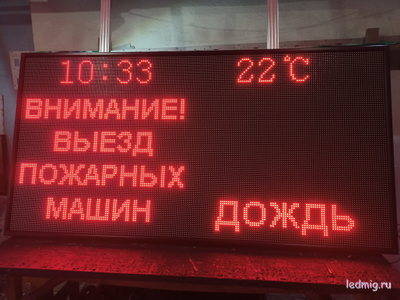 10:33 22°C
ВНИМАНИЕ!
ВЫЕЗД
ПОЖАРНЫХ
МАШИН ДОЖДЬ
ledmig.ru